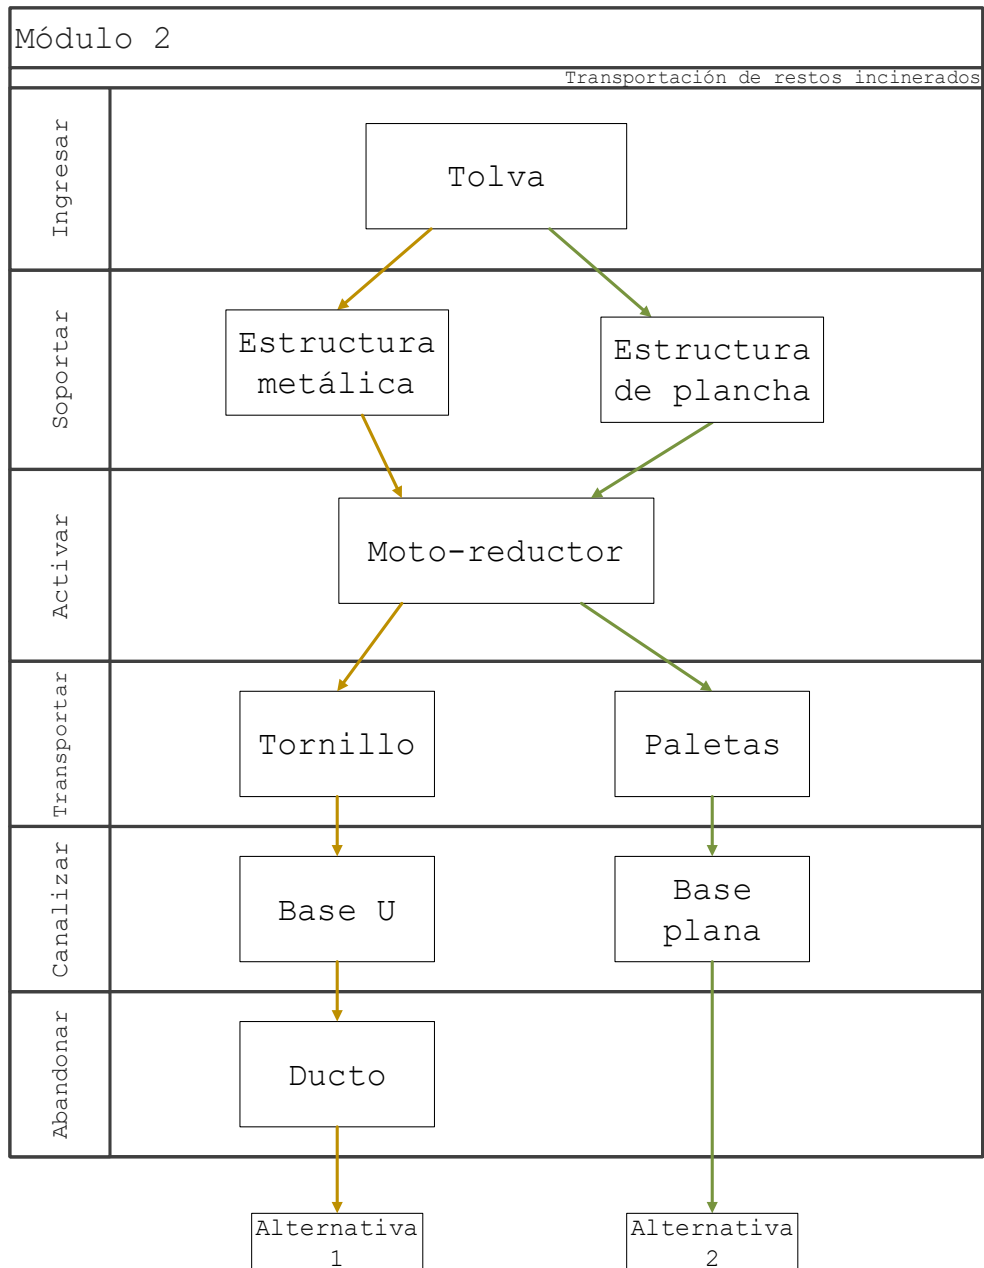 Módulo 2
Transportación de restos incinerados
Ingresar
Tolva
Soportar
Estructura
metálica
Estructura
de plancha
Activar
Moto-reductor
Transportar
Tornillo
Paletas
Canalizar
Base U
Base
plana
Abandonar
Ducto
Alternativa
1
Alternativa
2